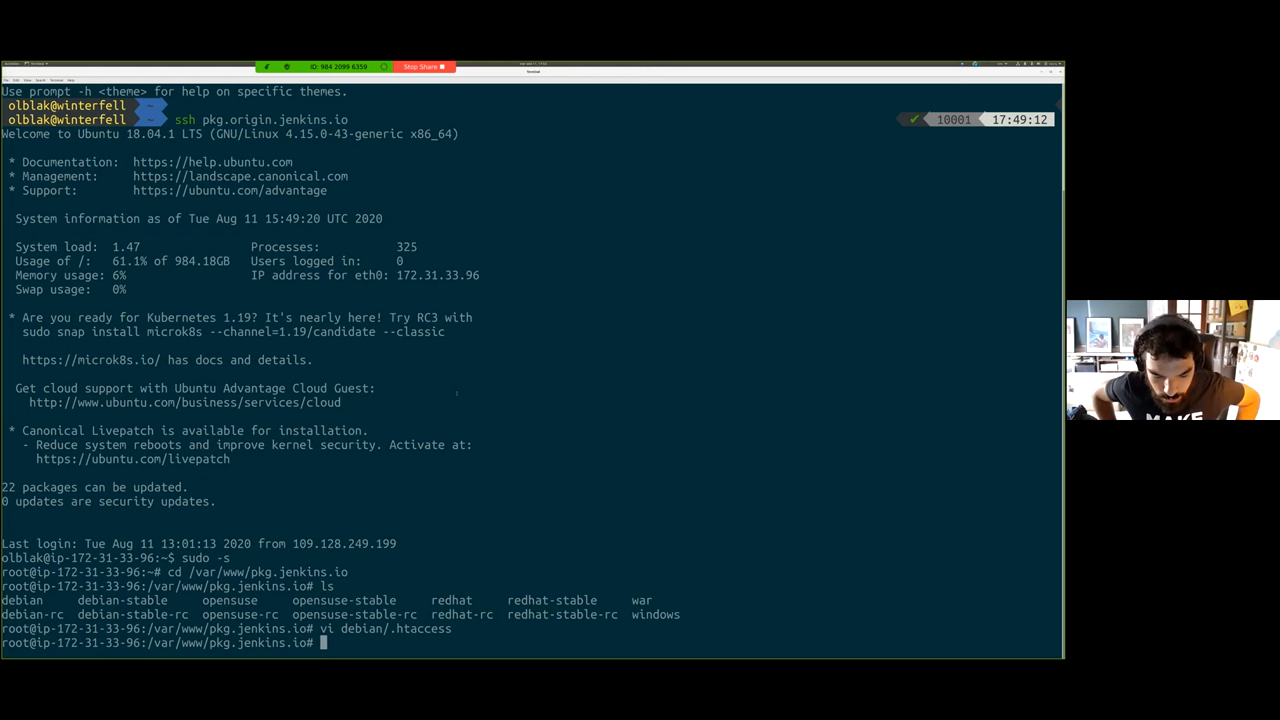 ID: 984 2099 6359
Stop Share
Terminal
Use prompt -h <theme> for help on specific themes.
olblak@winterfell ~
olblak@winterfell ~ ssh pkg.origin.jenkins.io ✔ 10001 17:49:12
Welcome to Ubuntu 18.04.1 LTS (GNU/Linux 4.15.0-43-generic x86_64)
* Documentation: https://help.ubuntu.com
* Management: https://landscape.canonical.com
* Support: https://ubuntu.com/advantage
System information as of Tue Aug 11 15:49:20 UTC 2020
System load: 1.47 Processes: 325
Usage of /: 61.1% of 984.18GB Users logged in: 0
Memory usage: 6% IP address for eth0: 172.31.33.96
Swap usage: 0%
* Are you ready for Kubernetes 1.19? It's nearly here! Try RC3 with
sudo snap install microk8s --channel=1.19/candidate --classic
https://microk8s.io/ has docs and details.
Get cloud support with Ubuntu Advantage Cloud Guest:
http://www.ubuntu.com/business/services/cloud
* Canonical Livepatch is available for installation.
- Reduce system reboots and improve kernel security. Activate at:
https://ubuntu.com/livepatch
22 packages can be updated.
0 updates are security updates.
Last login: Tue Aug 11 13:01:13 2020 from 109.128.249.199
olblak@ip-172-31-33-96:~$ sudo -s
root@ip-172-31-33-96:~# cd /var/www/pkg.jenkins.io
root@ip-172-31-33-96:/var/www/pkg.jenkins.io# ls
debian debian-stable opensuse opensuse-stable redhat redhat-stable war
debian-rc debian-stable-rc opensuse-rc opensuse-stable-rc redhat-rc redhat-stable-rc windows
root@ip-172-31-33-96:/var/www/pkg.jenkins.io# vi debian/.htaccess
root@ip-172-31-33-96:/var/www/pkg.jenkins.io#
MAKE